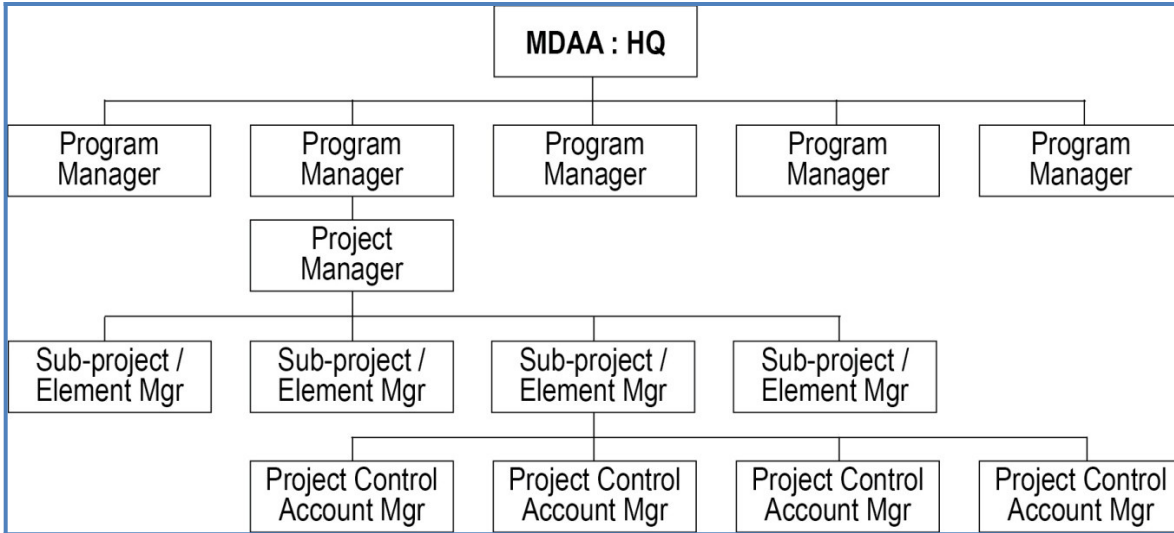 MDAA : HQ
Program
Manager
Program
Manager
Program
Manager
Program
Manager
Program
Manager
Project
Manager
Sub-project /
Element Mgr
Sub-project /
Element Mgr
Sub-project /
Element Mgr
Sub-project /
Element Mgr
Project Control
Account Mgr
Project Control
Account Mgr
Project Control
Account Mgr
Project Control
Account Mgr